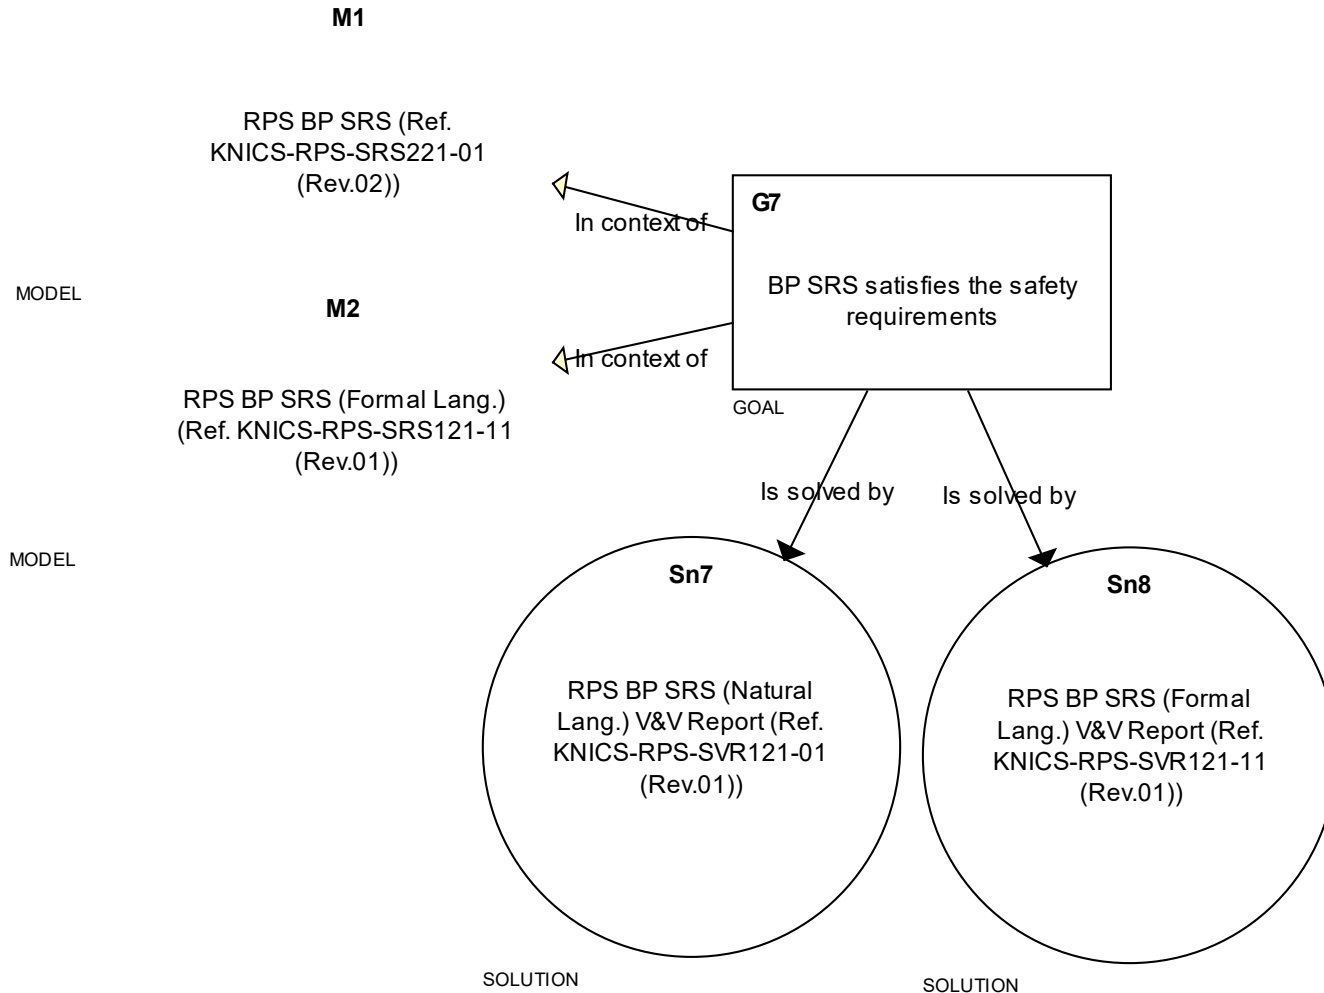 M1
RPS BP SRS (Ref.
KNICS-RPS-SRS221-01
(Rev.02))
In context of
G7
BP SRS satisfies the safety
requirements
MODEL
M2
In context of
RPS BP SRS (Formal Lang.)
(Ref. KNICS-RPS-SRS121-11
(Rev.01))
GOAL
Is solved by
Is solved by
MODEL
Sn7
RPS BP SRS (Natural
Lang.) V&V Report (Ref.
KNICS-RPS-SVR121-01
(Rev.01))
SOLUTION
Sn8
RPS BP SRS (Formal
Lang.) V&V Report (Ref.
KNICS-RPS-SVR121-11
(Rev.01))
SOLUTION